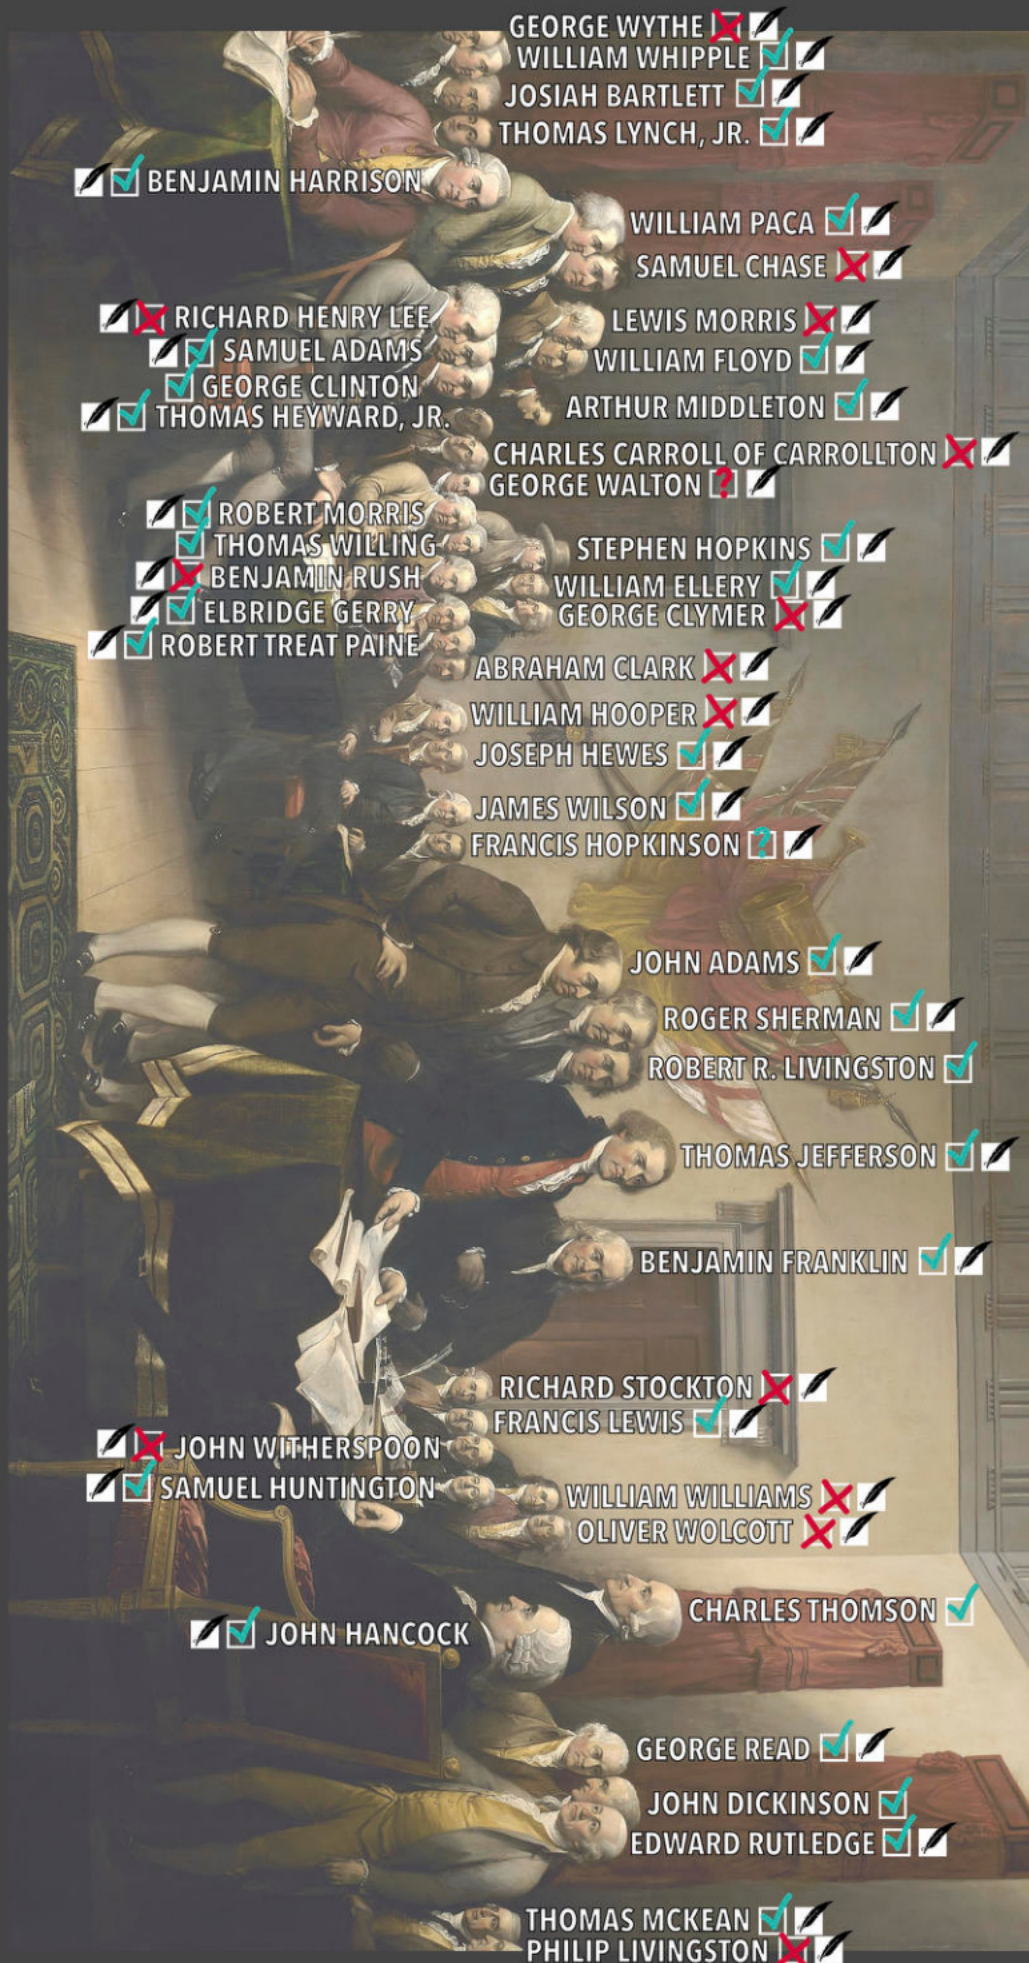 GEORGE WYTHE
WILLIAM WHIPPLE
JOSIAH BARTLETT
THOMAS LYNCH, JR.
BENJAMIN HARRISON
WILLIAM PACA
SAMUEL CHASE
RICHARD HENRY LEE
LEWIS MORRIS
SAMUEL ADAMS
WILLIAM FLOYD
GEORGE CLINTON
THOMAS HEYWARD, JR.
ARTHUR MIDDLETON
CHARLES CARROLL OF CARROLLTON
GEORGE WALTON ?
ROBERT MORRIS
THOMAS WILLING
STEPHEN HOPKINS
BENJAMIN RUSH
WILLIAM ELLERY
ELBRIDGE GERRY
GEORGE CLYMER
ROBERT TREAT PAINE
ABRAHAM CLARK
WILLIAM HOOPER
JOSEPH HEWES
JAMES WILSON
FRANCIS HOPKINSON ?
JOHN ADAMS
ROGER SHERMAN
ROBERT R. LIVINGSTON
THOMAS JEFFERSON
BENJAMIN FRANKLIN
RICHARD STOCKTON
FRANCIS LEWIS
JOHN WITHERSPOON
SAMUEL HUNTINGTON
WILLIAM WILLIAMS
OLIVER WOLCOTT
CHARLES THOMSON
JOHN HANCOCK
GEORGE READ
JOHN DICKINSON
EDWARD RUTLEDGE
THOMAS MCKEAN
PHILIP LIVINGSTON